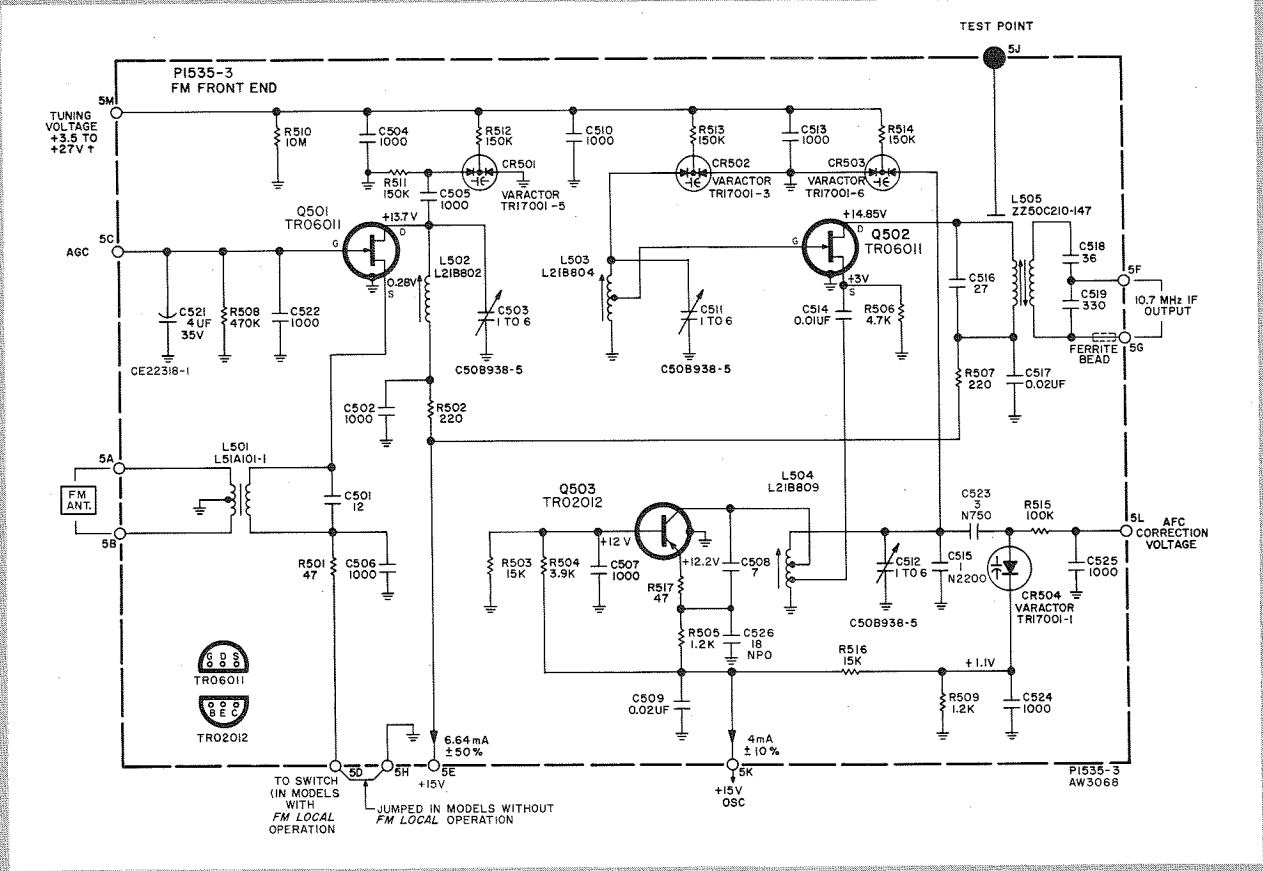 TEST POINT
5J
P1535-3
FM FRONT END
5M
TUNING
VOLTAGE
+3.5 TO
+27V †
R510
10M
C504
1000
R512
150K
CR501
C510
1000
R513
150K
CR502
C513
1000
R514
150K
CR503
R511
150K
C505
1000
VARACTOR
TR17001-5
VARACTOR
TR17001-3
VARACTOR
TR17001-6
L505
ZZ50C210-147
Q501
TR06011
+13.7V
D
G
0.28V
S
5C
AGC
L502
L21B802
L503
L21B804
+14.85V
D
Q502
TR06011
G
+3V
S
C518
36
5F
C519
330
10.7 MHz IF
OUTPUT
FERRITE
BEAD
5G
C521
4UF
35V
CE22318-1
R508
470K
C522
1000
C503
1 TO 6
C50B938-5
C511
1 TO 6
C50B938-5
C514
0.01UF
R506
4.7K
C516
27
R507
220
C517
0.02UF
C502
1000
R502
220
L501
L51A101-1
5A
FM
ANT.
5B
C501
12
R501
47
C506
1000
Q503
TR02012
+12V
+12.2V
R503
15K
R504
3.9K
C507
1000
R517
47
C508
7
L504
L21B809
C523
3
N750
R515
100K
5L
AFC
CORRECTION
VOLTAGE
C512
1 TO 6
C50B938-5
C515
1
N2200
CR504
VARACTOR
TR17001-1
C525
1000
R505
1.2K
C526
18
NPO
R516
15K
+1.1V
R509
1.2K
C524
1000
C509
0.02UF
G D S
TR06011
B E C
TR02012
6.64mA
±50%
4mA
±10%
5D
5H
5E
+15V
5K
+15V
OSC
TO SWITCH
(IN MODELS
WITH
FM LOCAL
OPERATION
JUMPED IN MODELS WITHOUT
FM LOCAL OPERATION
P1535-3
AW3068